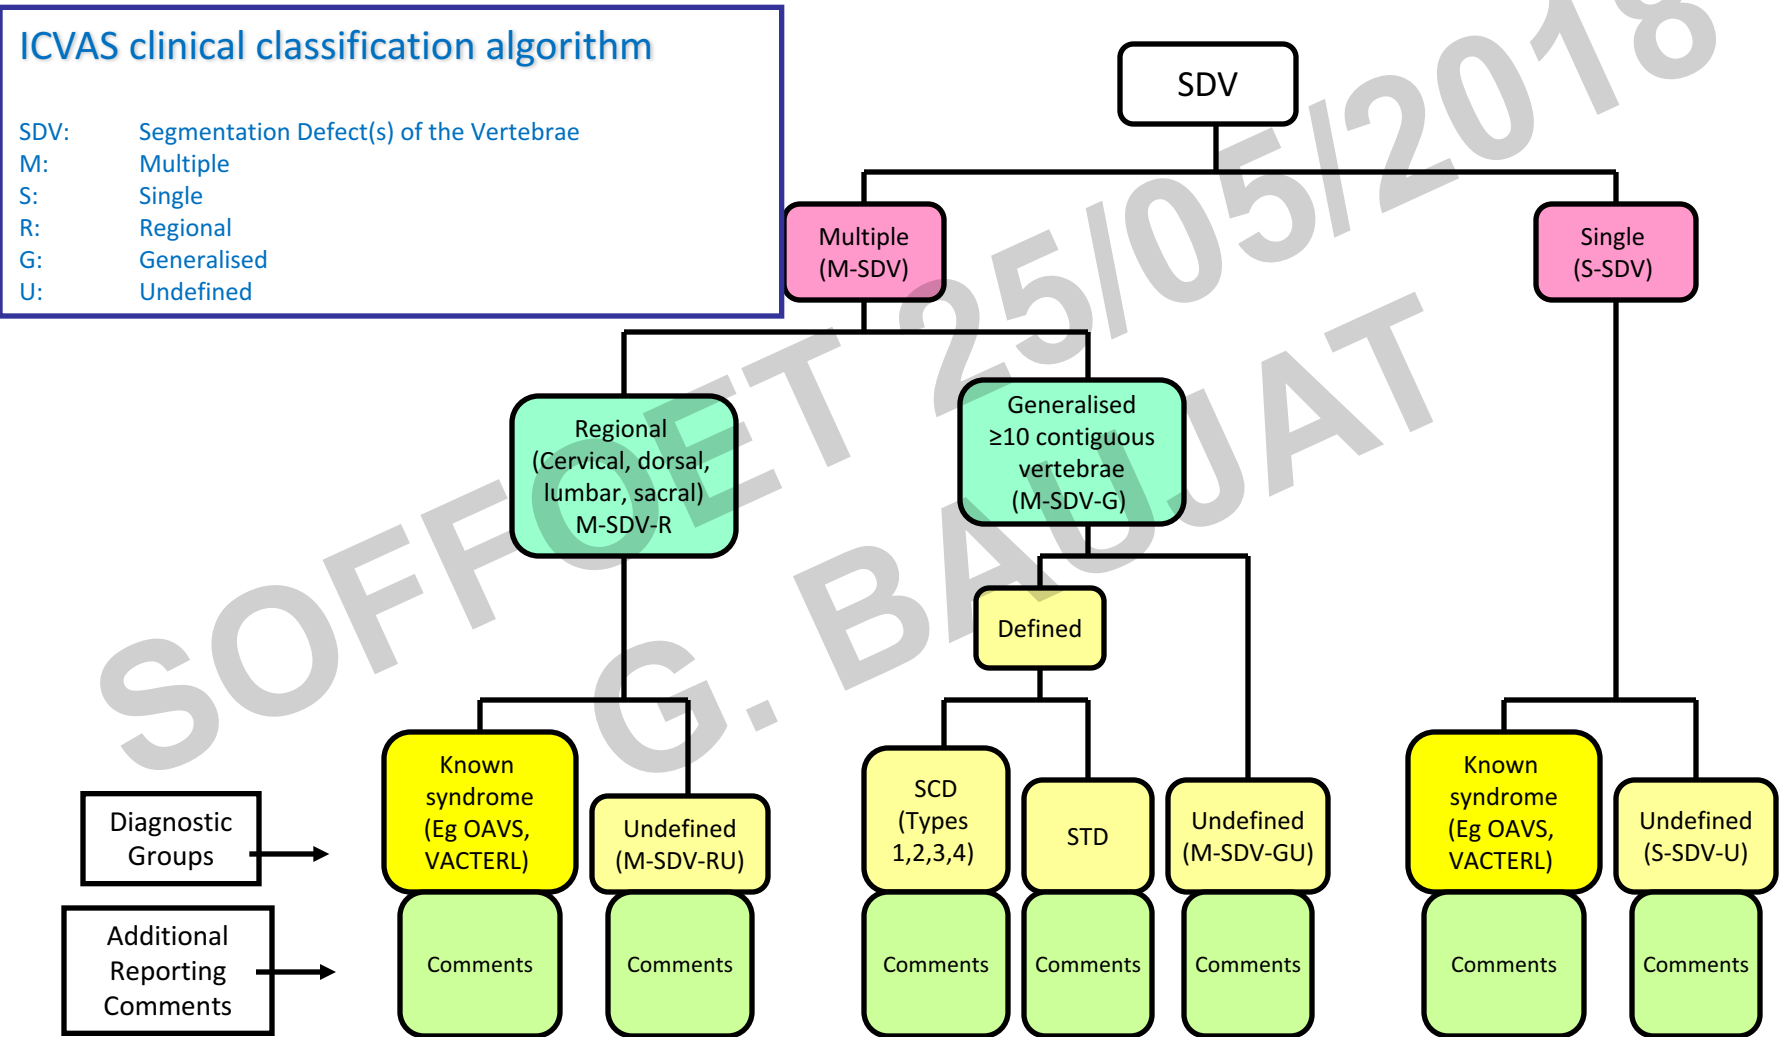 ICVAS clinical classification algorithm
SDV: Segmentation Defect(s) of the Vertebrae
M: Multiple
S: Single
R: Regional
G: Generalised
U: Undefined
SDV
Multiple
(M-SDV)
Single
(S-SDV)
Regional
(Cervical, dorsal,
lumbar, sacral)
M-SDV-R
Generalised
≥10 contiguous
vertebrae
(M-SDV-G)
Defined
Diagnostic
Groups
Known
syndrome
(Eg OAVS,
VACTERL)
Undefined
(M-SDV-RU)
SCD
(Types
1,2,3,4)
STD
Undefined
(M-SDV-GU)
Known
syndrome
(Eg OAVS,
VACTERL)
Undefined
(S-SDV-U)
Additional
Reporting
Comments
Comments
Comments
Comments
Comments
Comments
Comments
Comments
SOFFOET 25/05/2018
G. BAUJAT